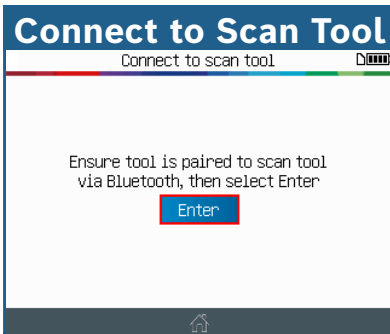 Connect to Scan Tool
Connect to scan tool
Ensure tool is paired to scan tool
via Bluetooth, then select Enter
Enter